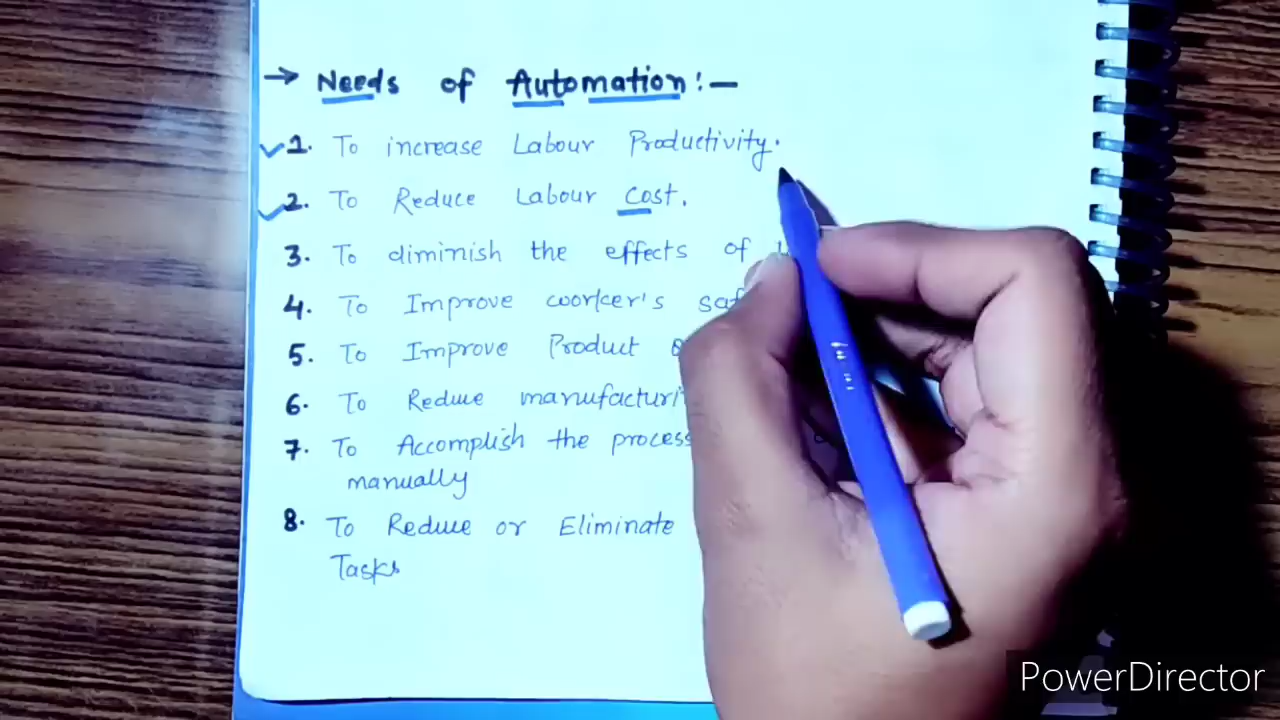 → Needs of Automation:—
1. To increase Labour Productivity.
2. To Reduce Labour Cost.
3. To diminish the effects of
4. To Improve worker's
5. To Improve Product
6. To Reduce
7. To Accomplish the process
manually
8. To Reduce or Eliminate
Tasks
PowerDirector